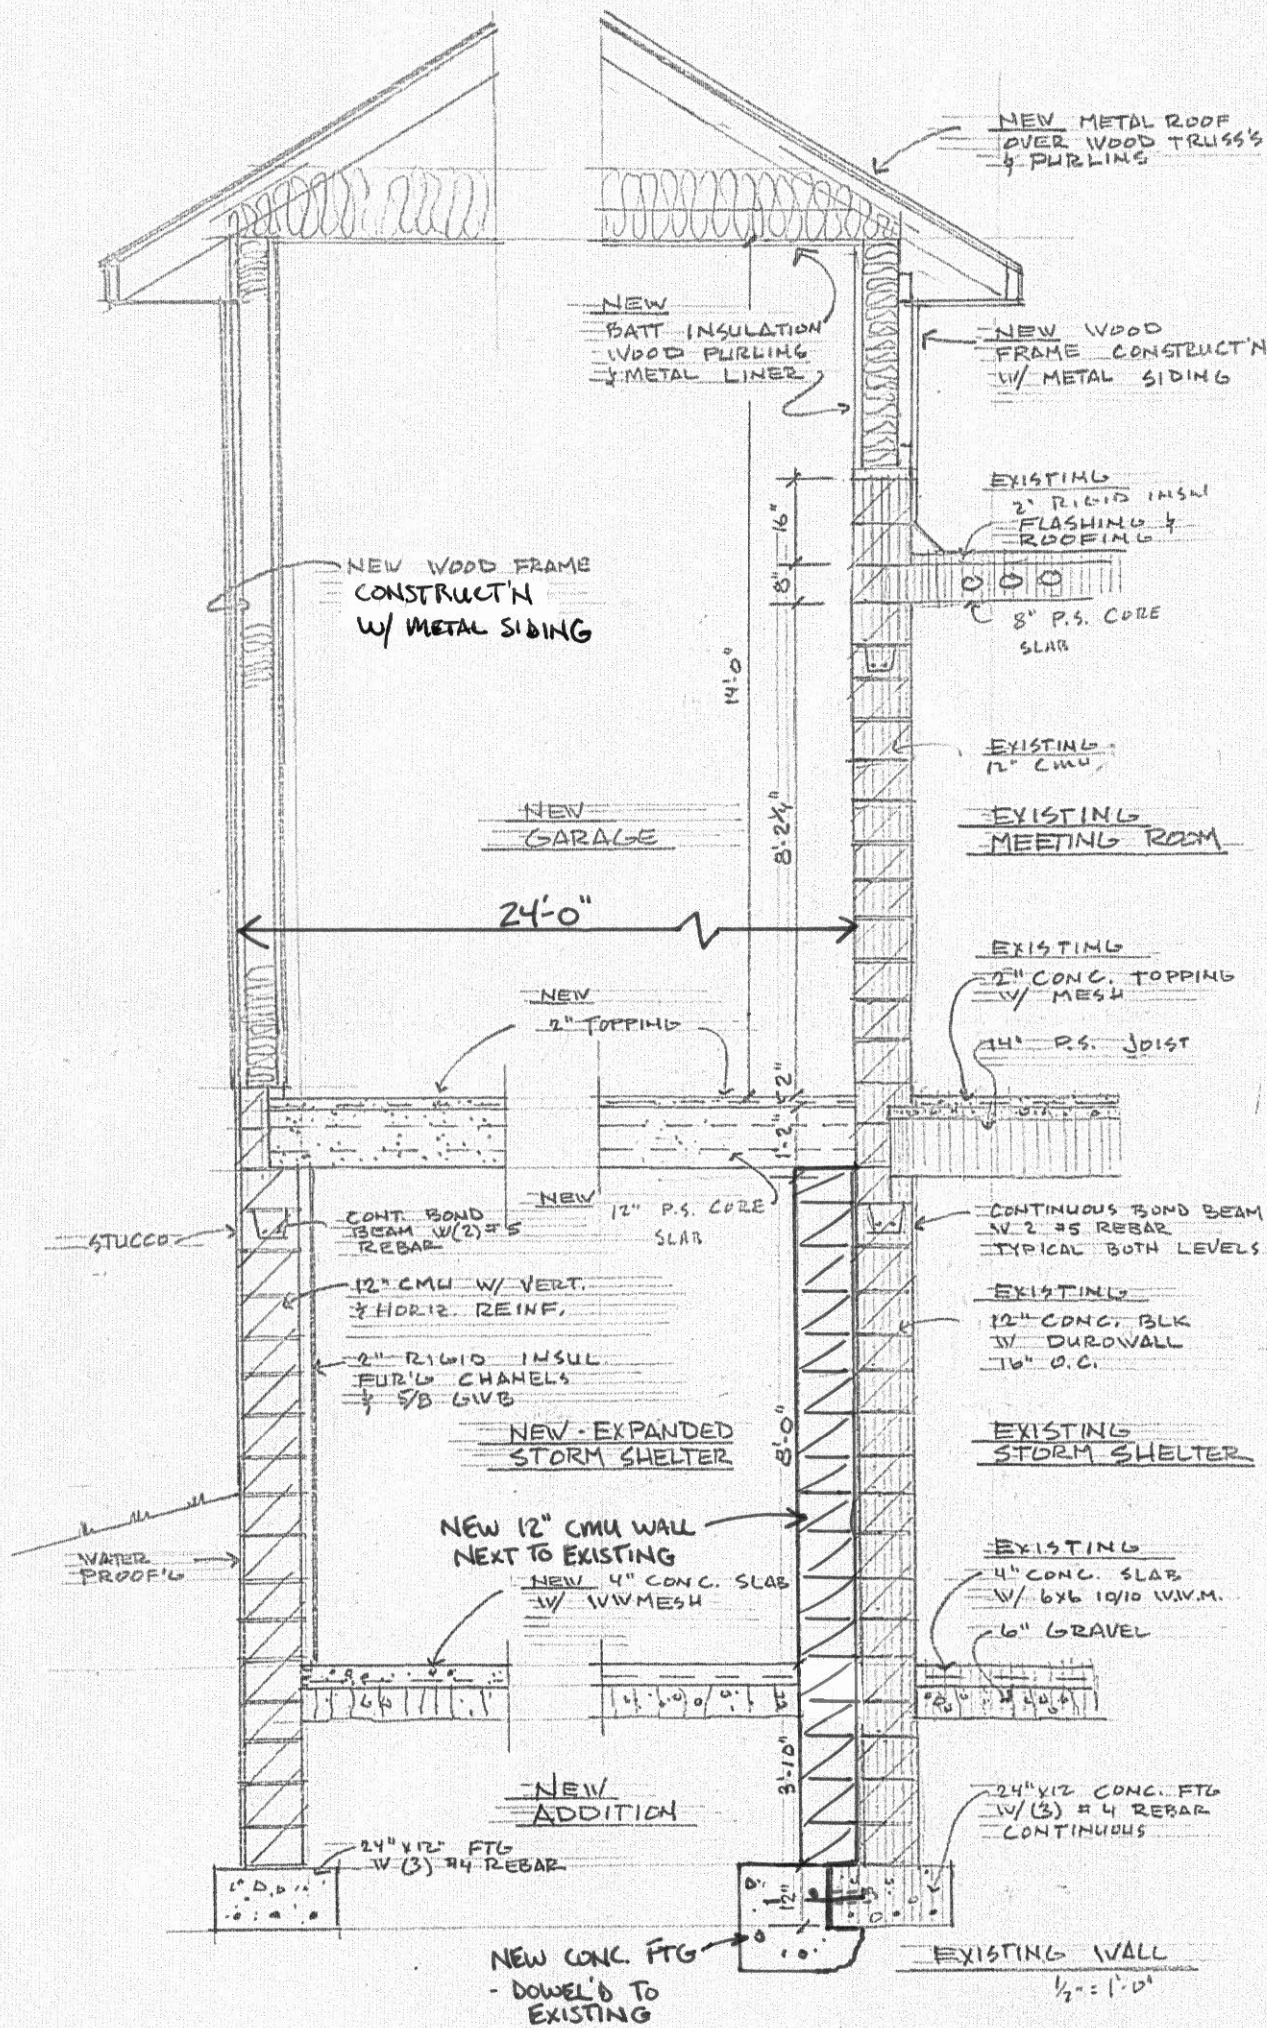 NEW METAL ROOF
OVER WOOD TRUSS'S
& PURLINS
NEW
BATT INSULATION
WOOD PURLING
& METAL LINER
NEW WOOD
FRAME CONSTRUCT'N
W/ METAL SIDING
EXISTING
2" RIGID INSUL
FLASHING &
ROOFING
16"
8"
8" P.S. CORE
SLAB
NEW WOOD FRAME
CONSTRUCT'N
W/ METAL SIDING
14'-0"
EXISTING
12" CMU
NEW
GARAGE
8'-2 1/4"
EXISTING
MEETING ROOM
24'-0"
EXISTING
2" CONC. TOPPING
W/ MESH
14" P.S. JOIST
NEW
2" TOPPING
2"
1'-2"
NEW 12" P.S. CORE
SLAB
STUCCO
CONT. BOND
BEAM W(2) #5
REBAR
CONTINUOUS BOND BEAM
W 2 #5 REBAR
TYPICAL BOTH LEVELS
12" CMU W/ VERT.
& HORIZ. REINF.
EXISTING
12" CONC. BLK
W DUROWALL
16" O.C.
2" RIGID INSUL
FUR'G CHANELS
& 5/8 GWB
8'-0"
NEW - EXPANDED
STORM SHELTER
EXISTING
STORM SHELTER
NEW 12" CMU WALL
NEXT TO EXISTING
WATER
PROOF'G
NEW 4" CONC. SLAB
W/ WWMESH
EXISTING
4" CONC. SLAB
W/ 6x6 10/10 W.W.M.
6" GRAVEL
3'-10"
NEW
ADDITION
24" x 12" FTG
W (3) #4 REBAR
24" x 12 CONC. FTG
W/(3) #4 REBAR
CONTINUOUS
12"
NEW CONC. FTG
- DOWEL'D TO
EXISTING
EXISTING WALL
1/2" = 1'-0"